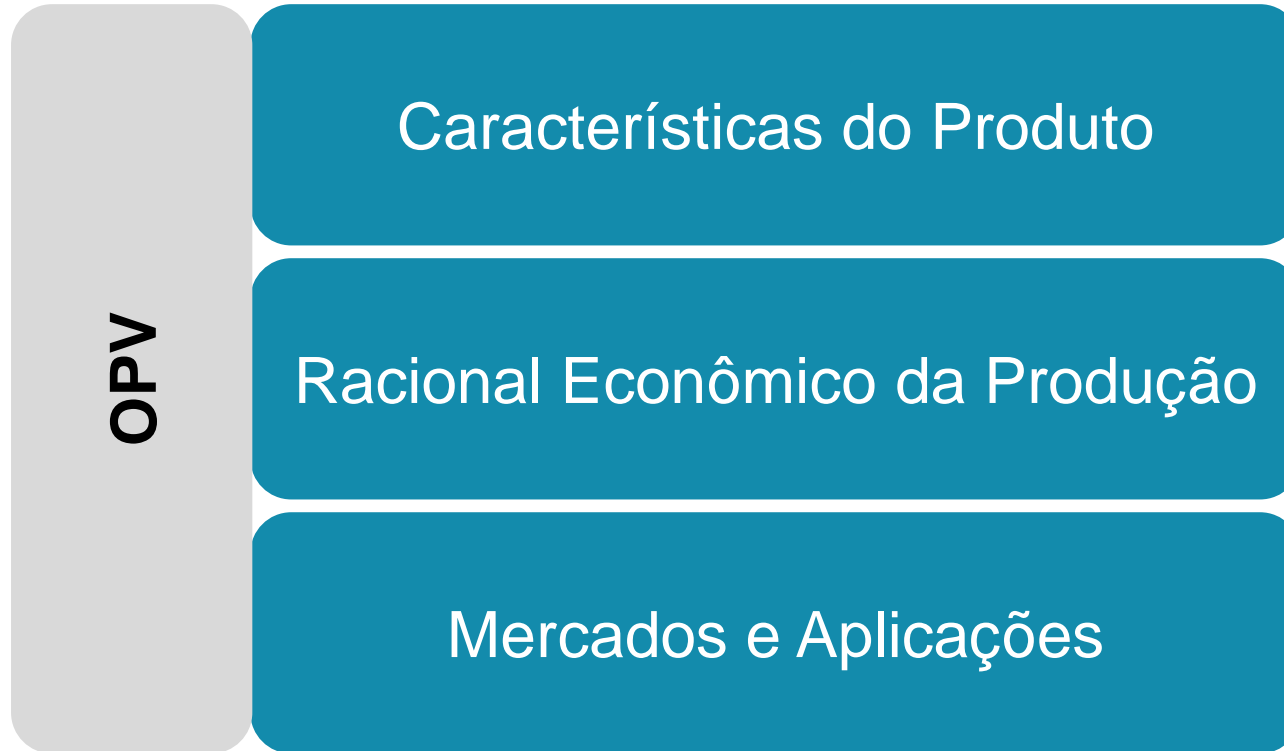 OPV
Características do Produto
Racional Econômico da Produção
Mercados e Aplicações